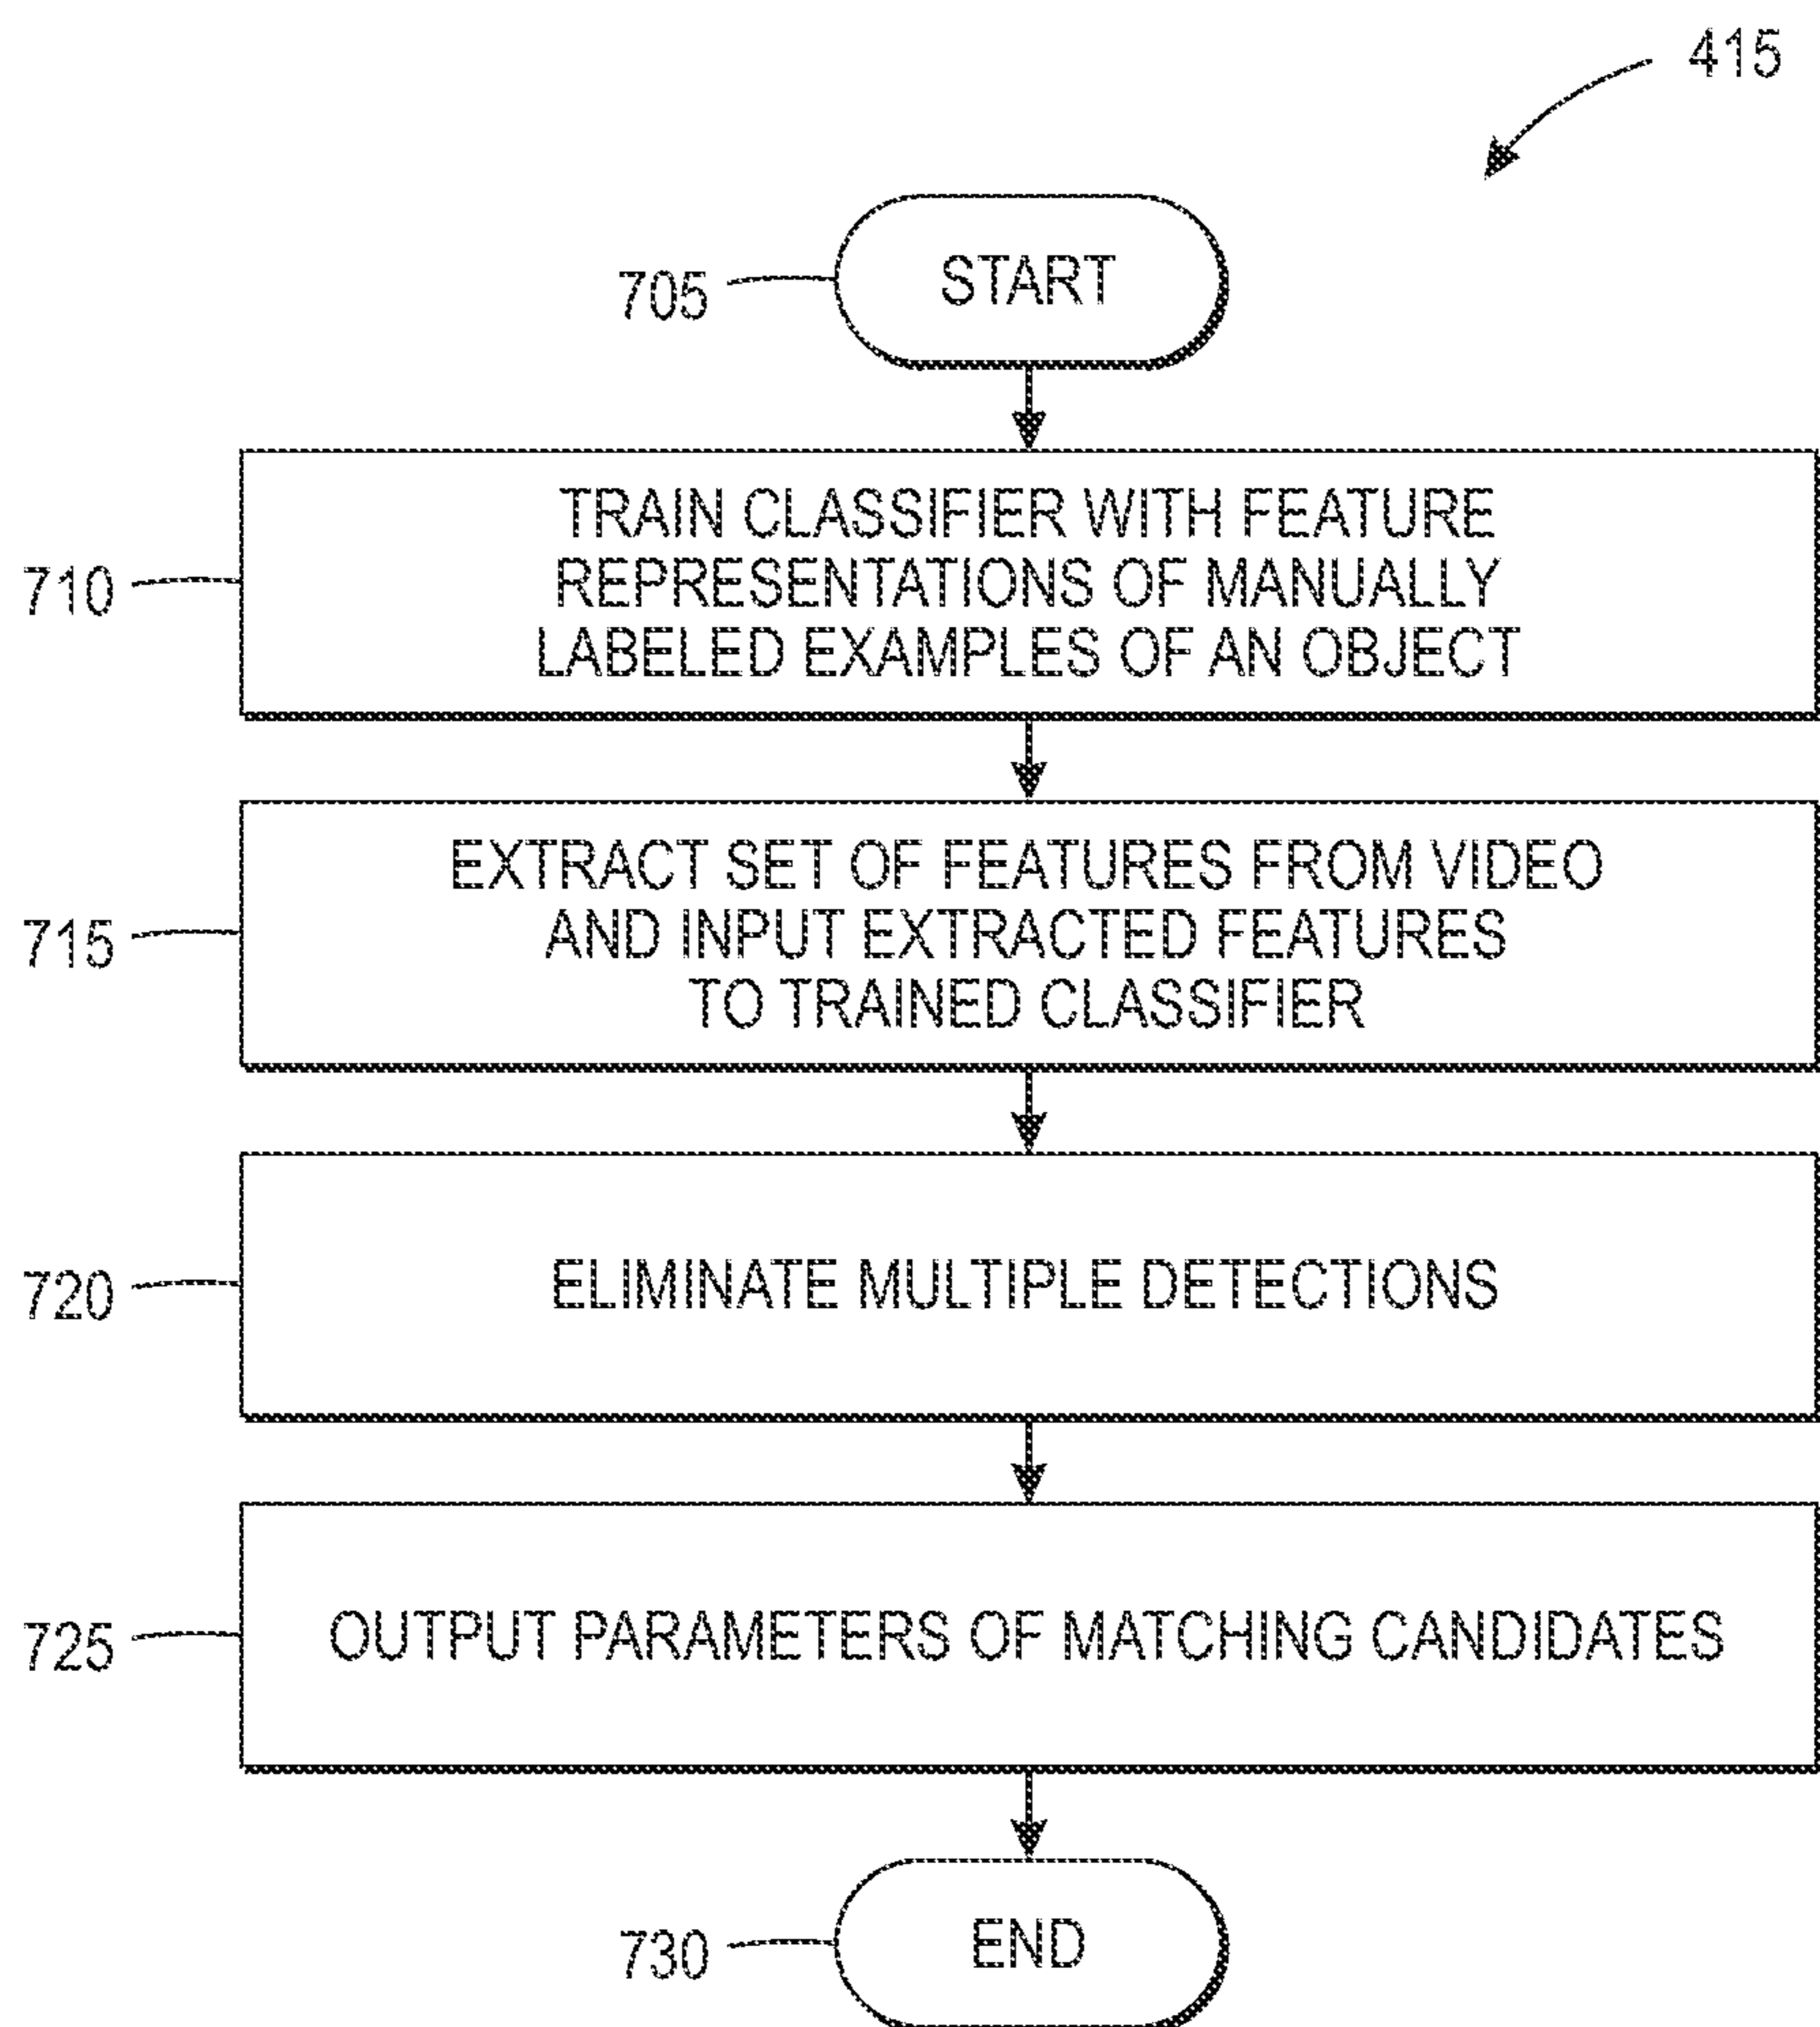 415
705
START
710
TRAIN CLASSIFIER WITH FEATURE
REPRESENTATIONS OF MANUALLY
LABELED EXAMPLES OF AN OBJECT
715
EXTRACT SET OF FEATURES FROM VIDEO
AND INPUT EXTRACTED FEATURES
TO TRAINED CLASSIFIER
720
ELIMINATE MULTIPLE DETECTIONS
725
OUTPUT PARAMETERS OF MATCHING CANDIDATES
730
END